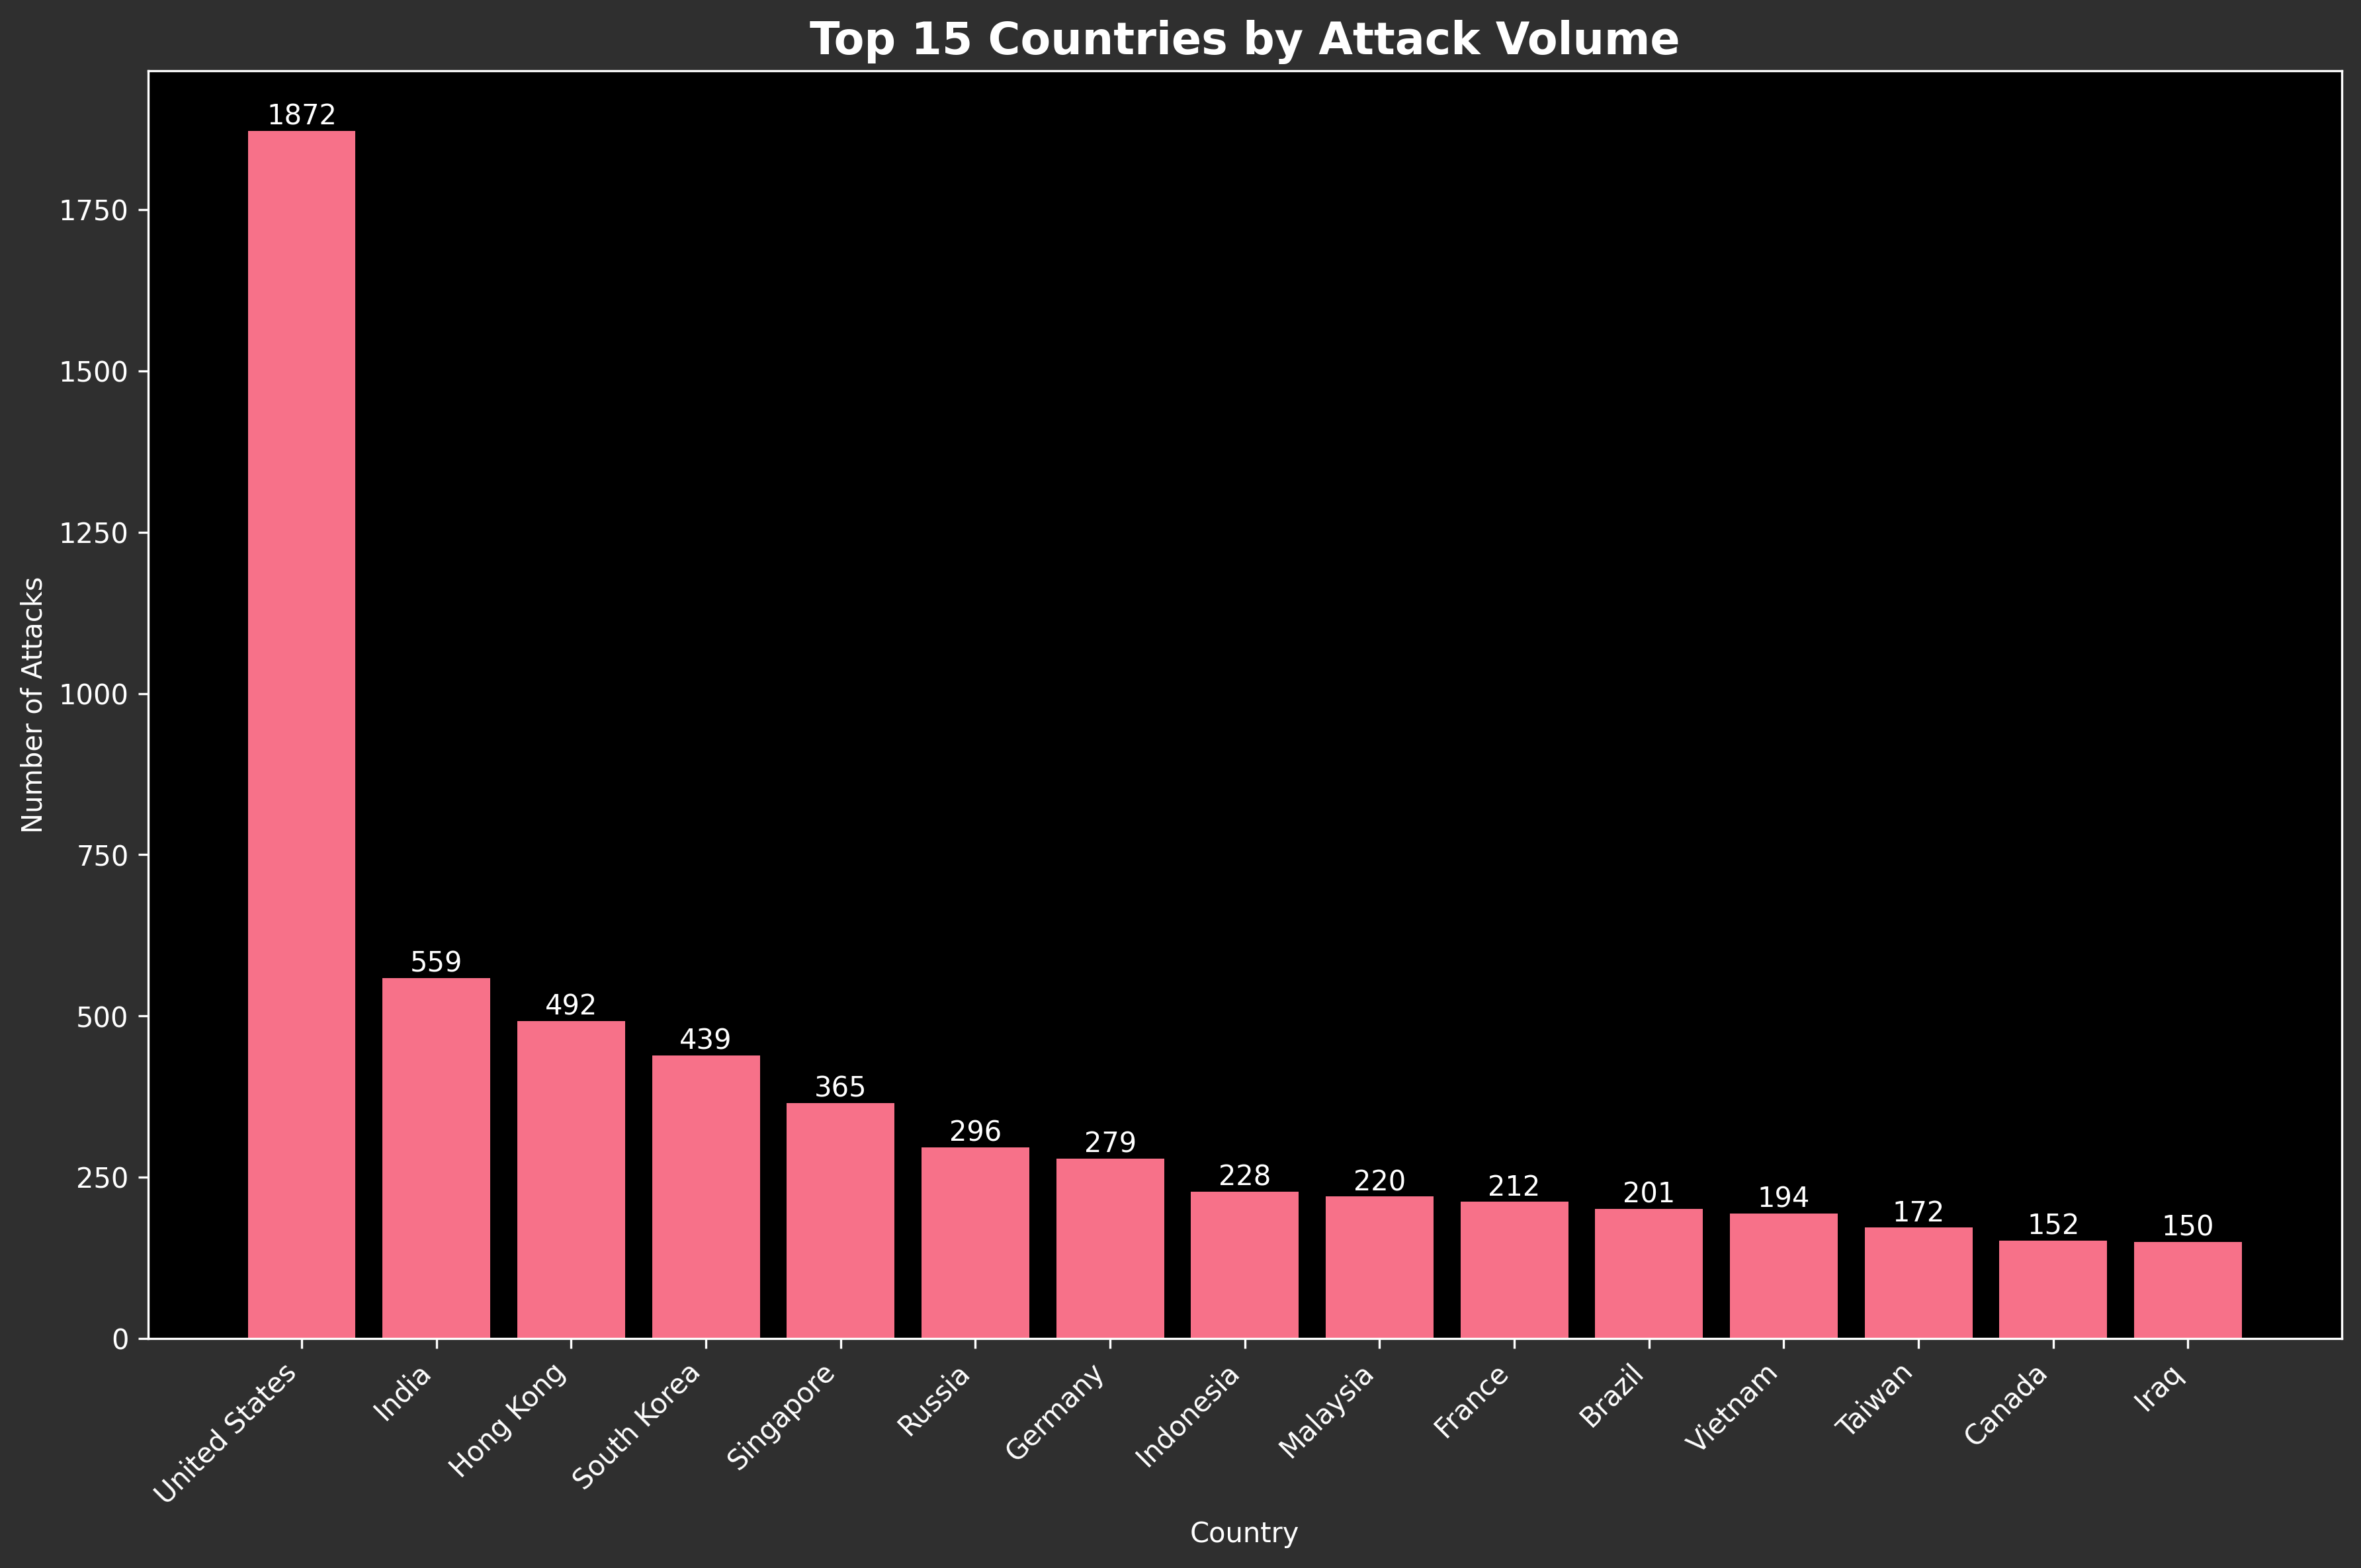 Top 15 Countries by Attack Volume
1872
1750
1500
1250
1000
750
500
250
0
Number of Attacks
559
492
439
365
296
279
228
220
212
201
194
172
152
150
United States
India
Hong Kong
South Korea
Singapore
Russia
Germany
Indonesia
Malaysia
France
Brazil
Vietnam
Taiwan
Canada
Iraq
Country